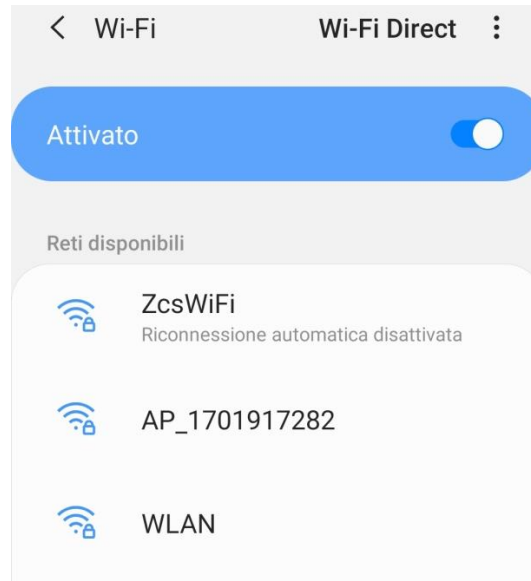 Wi-Fi Wi-Fi Direct
Attivato
Reti disponibili
ZcsWiFi
Riconnessione automatica disattivata
AP_1701917282
WLAN